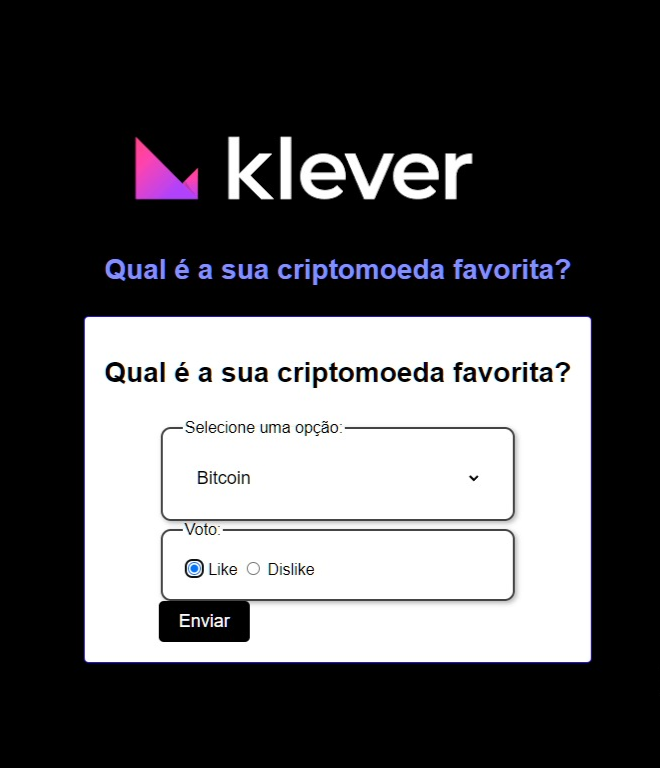 klever
Qual é a sua criptomoeda favorita?
Qual é a sua criptomoeda favorita?
Selecione uma opção:
Bitcoin
Voto:
Like Dislike
Enviar